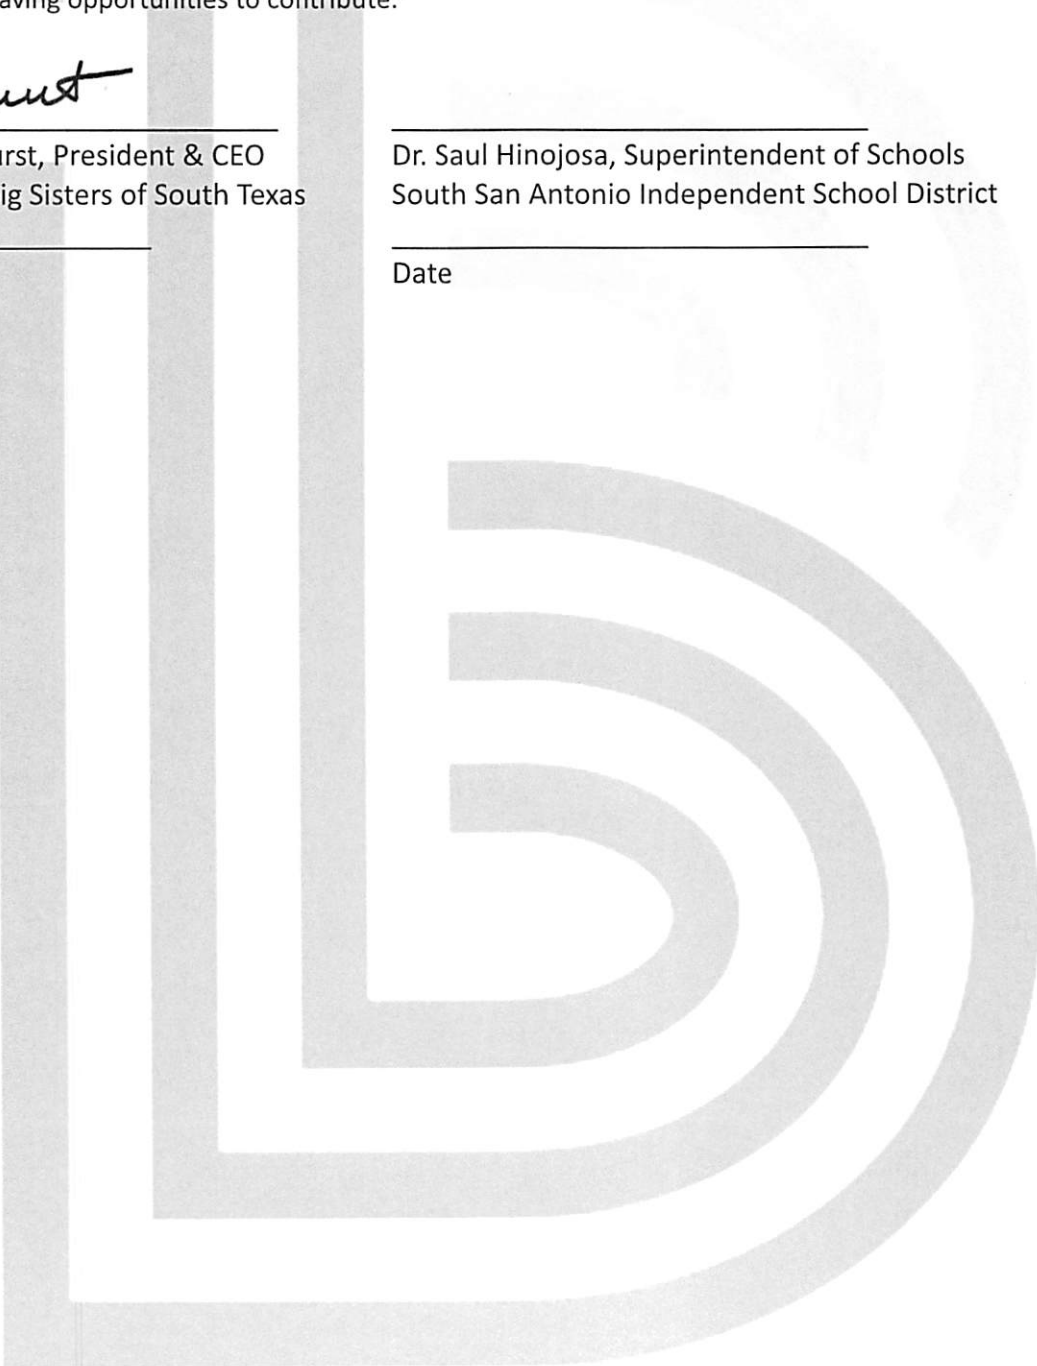 aving opportunities to contribute.
urst, President & CEO
ig Sisters of South Texas
Dr. Saul Hinojosa, Superintendent of Schools
South San Antonio Independent School District
Date